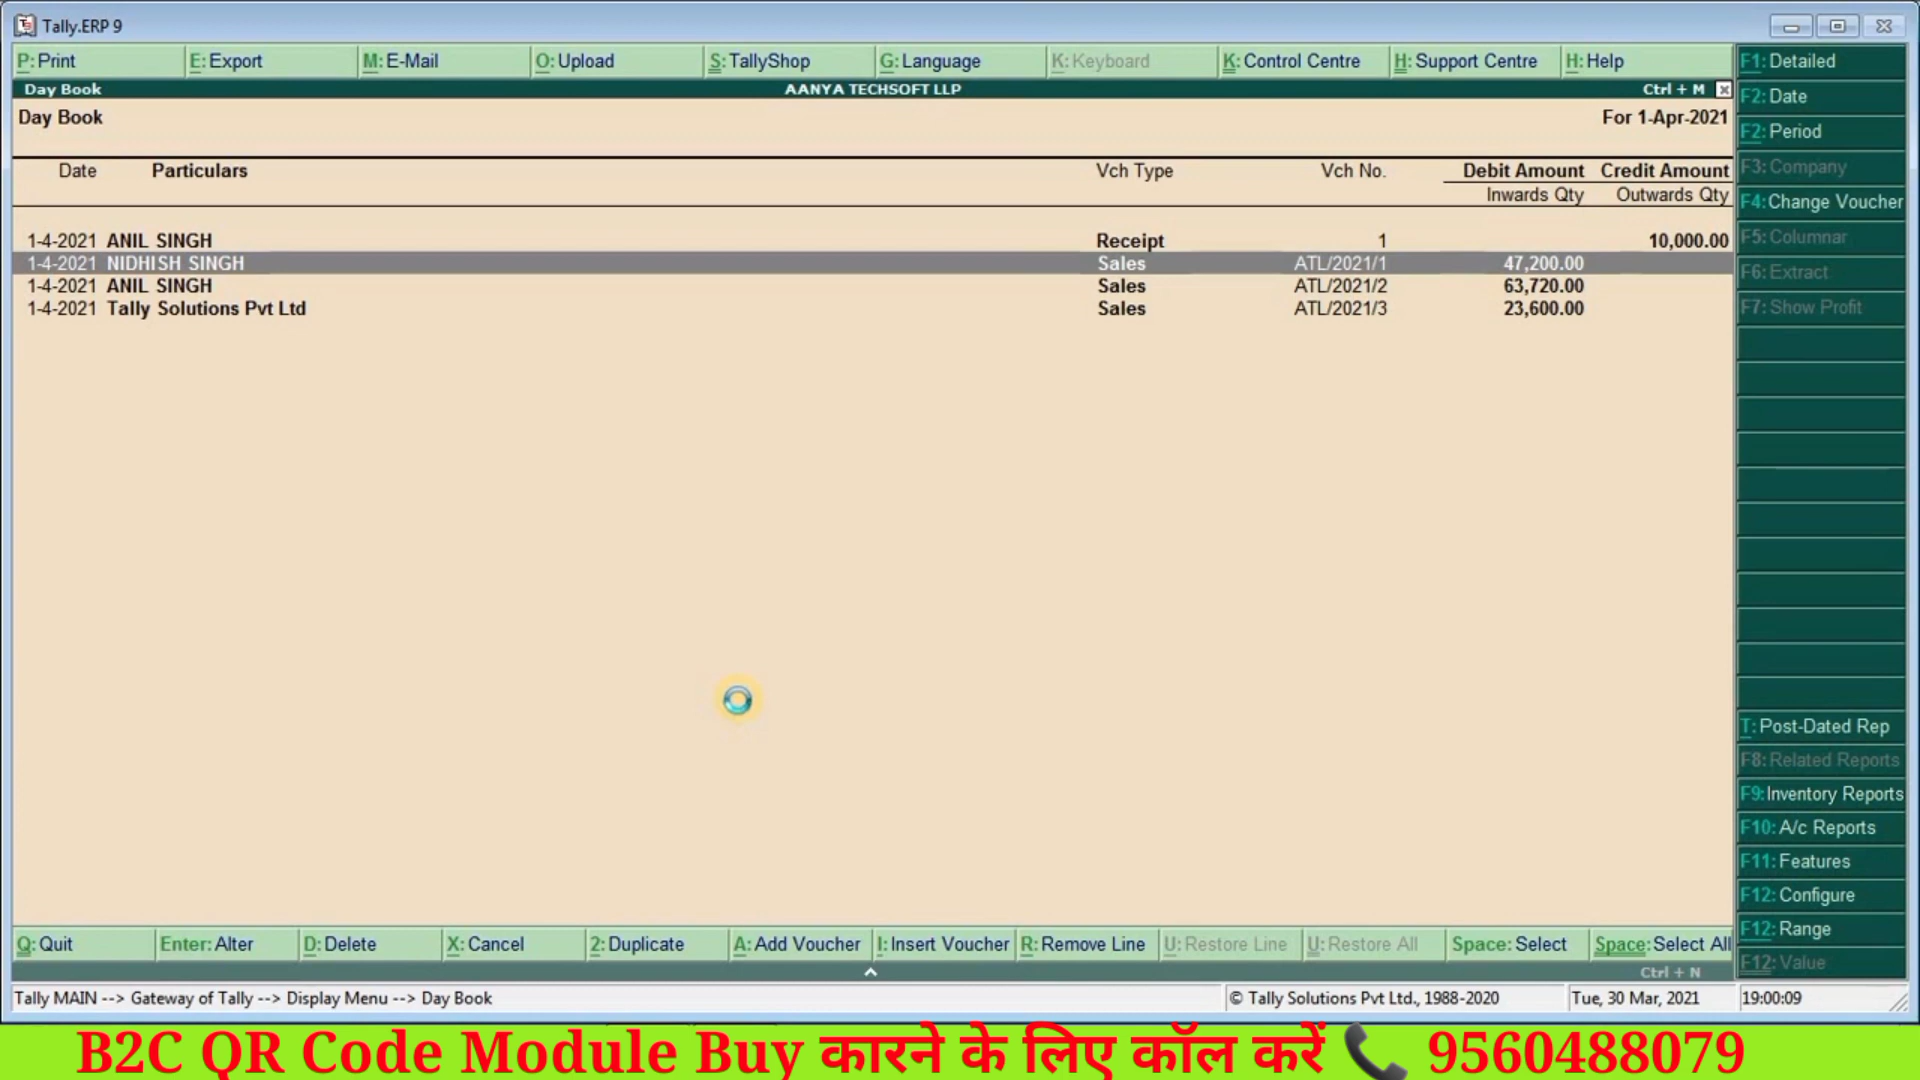 Tally.ERP 9
P: Print E: Export M: E-Mail O: Upload S: TallyShop G: Language K: Keyboard K: Control Centre H: Support Centre H: Help
Day Book AANYA TECHSOFT LLP Ctrl + M
Day Book For 1-Apr-2021
Date Particulars Vch Type Vch No. Debit Amount Credit Amount
Inwards Qty Outwards Qty
1-4-2021 ANIL SINGH Receipt 1 10,000.00
1-4-2021 NIDHISH SINGH Sales ATL/2021/1 47,200.00
1-4-2021 ANIL SINGH Sales ATL/2021/2 63,720.00
1-4-2021 Tally Solutions Pvt Ltd Sales ATL/2021/3 23,600.00
F1: Detailed
F2: Date
F2: Period
F3: Company
F4: Change Voucher
F5: Columnar
F6: Extract
F7: Show Profit
T: Post-Dated Rep
F8: Related Reports
F9: Inventory Reports
F10: A/c Reports
F11: Features
F12: Configure
F12: Range
F12: Value
Q: Quit Enter: Alter D: Delete X: Cancel 2: Duplicate A: Add Voucher I: Insert Voucher R: Remove Line U: Restore Line U: Restore All Space: Select Space: Select All
Ctrl + N
Tally MAIN --> Gateway of Tally --> Display Menu --> Day Book © Tally Solutions Pvt Ltd., 1988-2020 Tue, 30 Mar, 2021 19:00:09
B2C QR Code Module Buy कारने के लिए कॉल करें 📞 9560488079